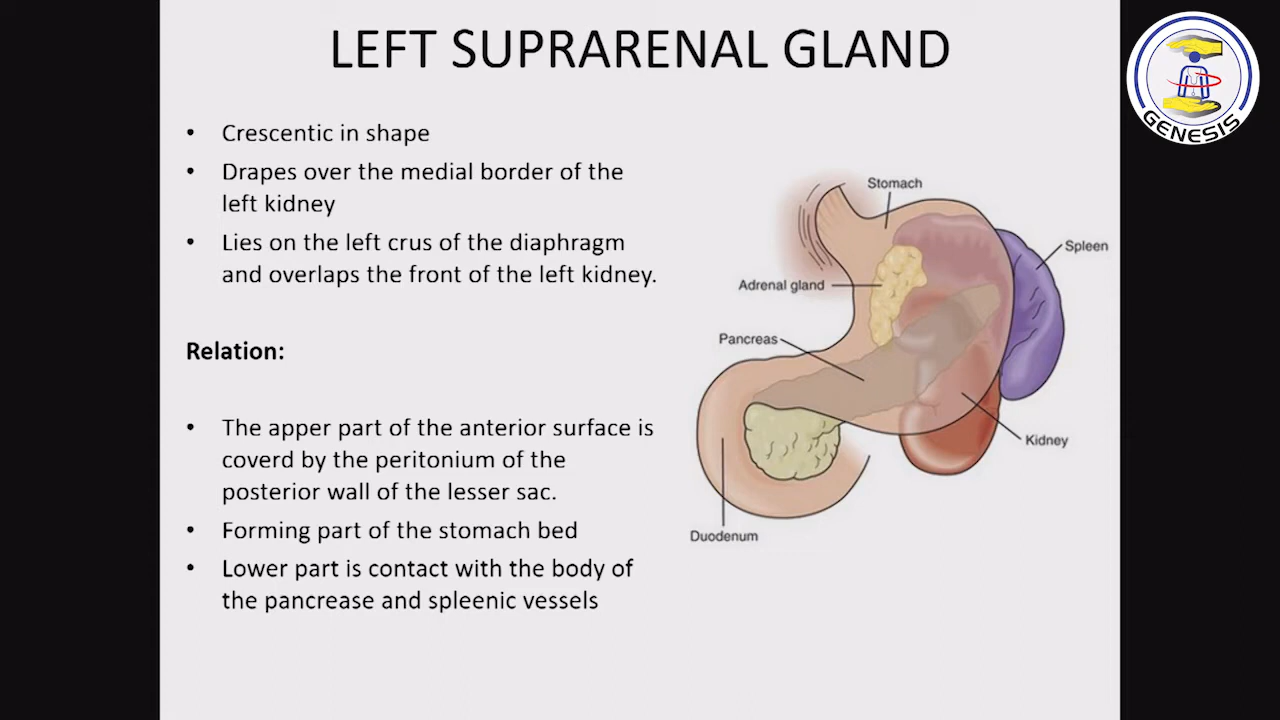 LEFT SUPRARENAL GLAND
GENESIS
• Crescentic in shape
• Drapes over the medial border of the
left kidney
• Lies on the left crus of the diaphragm
and overlaps the front of the left kidney.
Relation:
• The apper part of the anterior surface is
coverd by the peritonium of the
posterior wall of the lesser sac.
• Forming part of the stomach bed
• Lower part is contact with the body of
the pancrease and spleenic vessels
Stomach
Spleen
Adrenal gland
Pancreas
Kidney
Duodenum